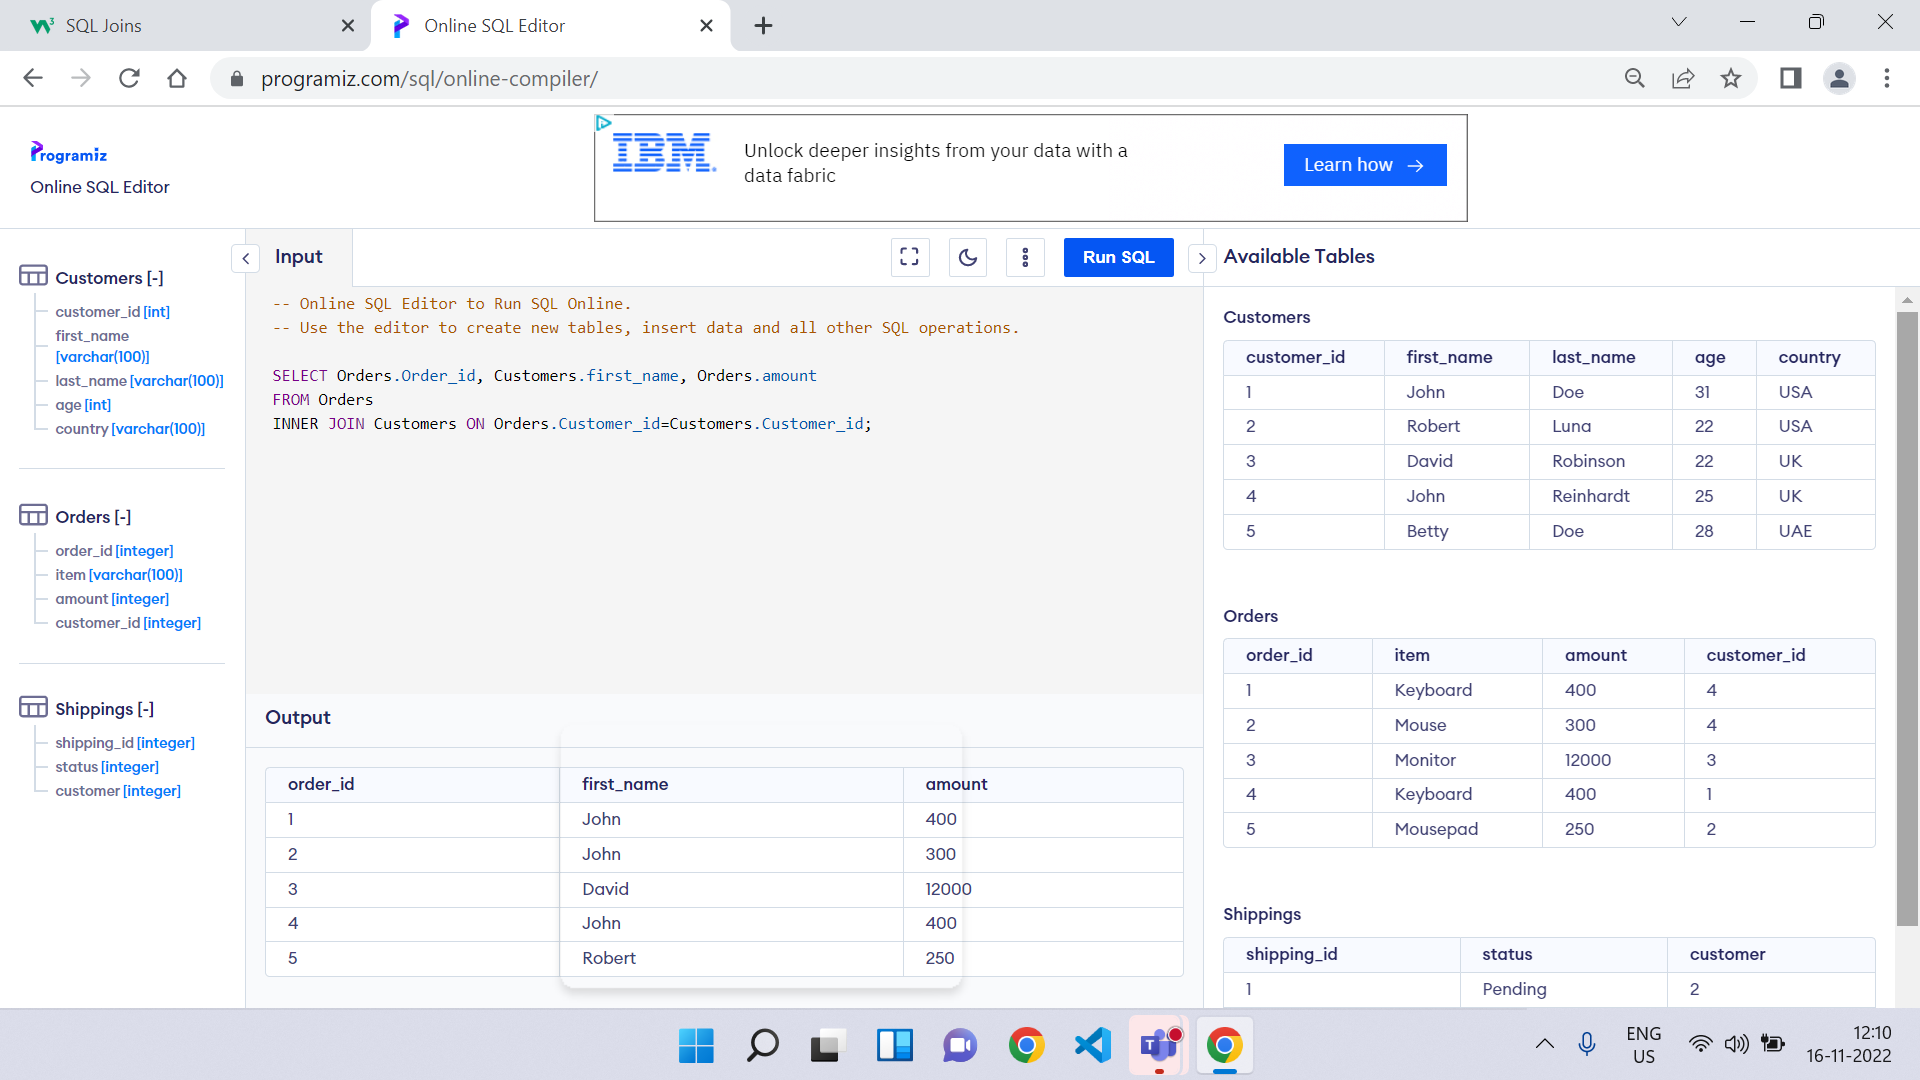 SQL Joins
Online SQL Editor
programiz.com/sql/online-compiler/
Programiz
Online SQL Editor
IBM
Unlock deeper insights from your data with a
data fabric
Learn how →
Customers [-]
customer_id [int]
first_name
[varchar(100)]
last_name [varchar(100)]
age [int]
country [varchar(100)]
Orders [-]
order_id [integer]
item [varchar(100)]
amount [integer]
customer_id [integer]
Shippings [-]
shipping_id [integer]
status [integer]
customer [integer]
Input
Run SQL
-- Online SQL Editor to Run SQL Online.
-- Use the editor to create new tables, insert data and all other SQL operations.
SELECT Orders.Order_id, Customers.first_name, Orders.amount
FROM Orders
INNER JOIN Customers ON Orders.Customer_id=Customers.Customer_id;
Output
order_id first_name amount
1 John 400
2 John 300
3 David 12000
4 John 400
5 Robert 250
Available Tables
Customers
customer_id first_name last_name age country
1 John Doe 31 USA
2 Robert Luna 22 USA
3 David Robinson 22 UK
4 John Reinhardt 25 UK
5 Betty Doe 28 UAE
Orders
order_id item amount customer_id
1 Keyboard 400 4
2 Mouse 300 4
3 Monitor 12000 3
4 Keyboard 400 1
5 Mousepad 250 2
Shippings
shipping_id status customer
1 Pending 2
ENG
US
12:10
16-11-2022